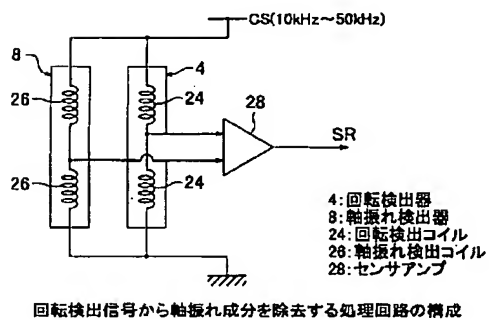 CS(10kHz～50kHz)
8
4
26
24
28
SR
26
24
4:回転検出器
8:軸振れ検出器
24:回転検出コイル
26:軸振れ検出コイル
28:センサアンプ
回転検出信号から軸振れ成分を除去する処理回路の構成